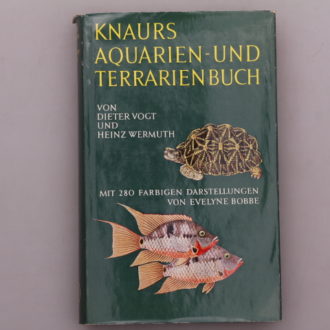 KNAURS
AQUARIEN-UND
TERRARIENBUCH
VON
DIETER VOGT
UND
HEINZ WERMUTH
MIT 280 FARBIGEN DARSTELLUNGEN
VON EVELYNE BOBBE